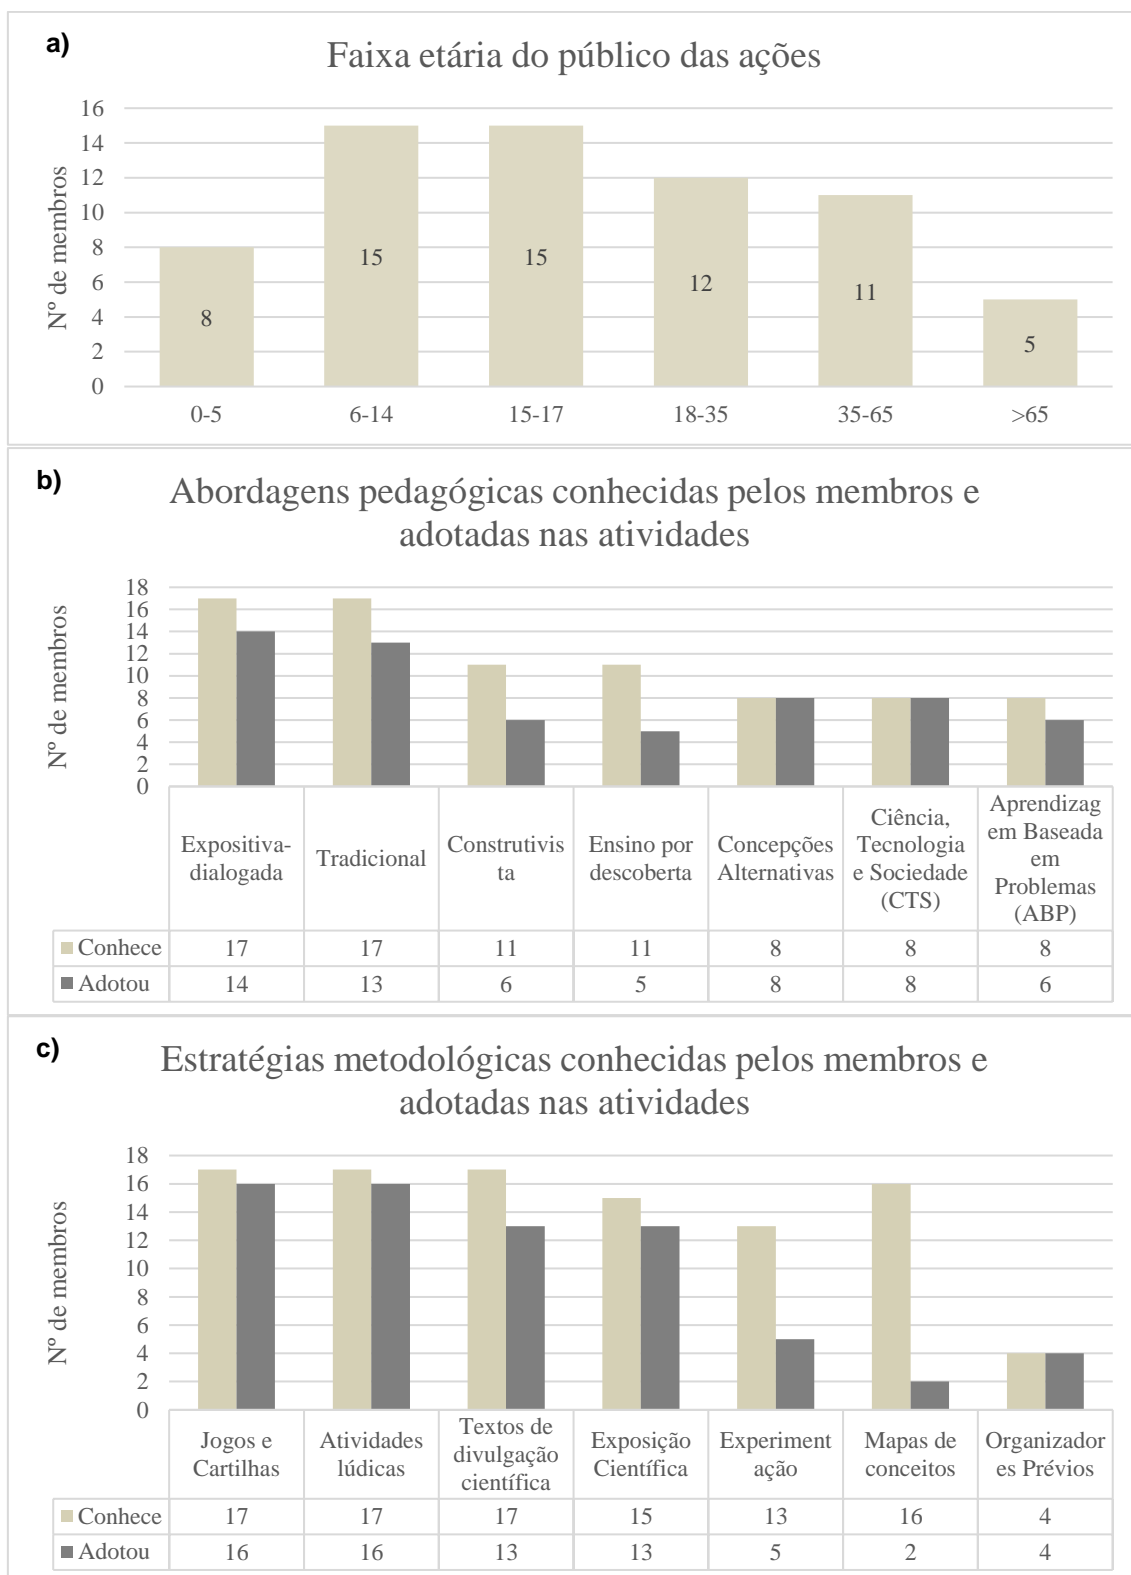 a)
Faixa etária do público das ações
Nº de membros
16
14
12
10
8
6
4
2
0
8
15
15
12
11
5
0-5 6-14 15-17 18-35 35-65 >65
b)
Abordagens pedagógicas conhecidas pelos membros e
adotadas nas atividades
Nº de membros
18
16
14
12
10
8
6
4
2
0
Expositiva-
dialogada
Tradicional
Construtivis
ta
Ensino por
descoberta
Concepções
Alternativas
Ciência,
Tecnologia
e Sociedade
(CTS)
Aprendizag
em Baseada
em
Problemas
(ABP)
Conhece 17 17 11 11 8 8 8
Adotou 14 13 6 5 8 8 6
c)
Estratégias metodológicas conhecidas pelos membros e
adotadas nas atividades
Nº de membros
18
16
14
12
10
8
6
4
2
0
Jogos e
Cartilhas
Atividades
lúdicas
Textos de
divulgação
científica
Exposição
Científica
Experiment
ação
Mapas de
conceitos
Organizador
es Prévios
Conhece 17 17 17 15 13 16 4
Adotou 16 16 13 13 5 2 4